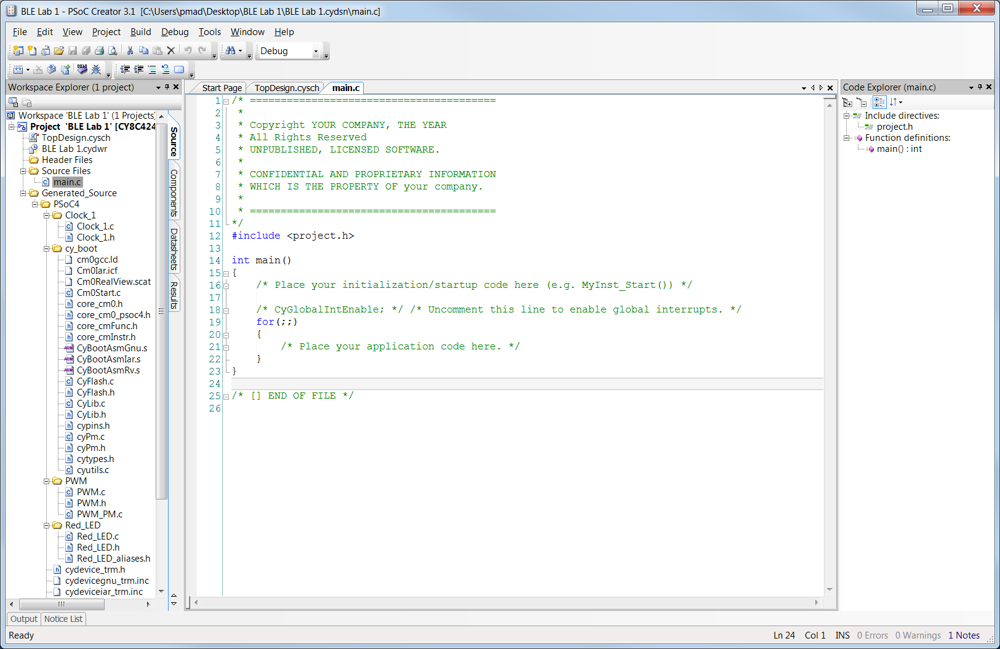 BLE Lab 1 - PSoC Creator 3.1  [C:\Users\pmad\Desktop\BLE Lab 1\BLE Lab 1.cydsn\main.c]
File Edit View Project Build Debug Tools Window Help
Debug
Workspace Explorer (1 project)
Workspace 'BLE Lab 1' (1 Projects)
Project 'BLE Lab 1' [CY8C424
TopDesign.cysch
BLE Lab 1.cydwr
Header Files
Source Files
main.c
Generated_Source
PSoC4
Clock_1
Clock_1.c
Clock_1.h
cy_boot
cm0gcc.ld
Cm0Iar.icf
Cm0RealView.scat
Cm0Start.c
core_cm0.h
core_cm0_psoc4.h
core_cmFunc.h
core_cmInstr.h
CyBootAsmGnu.s
CyBootAsmIar.s
CyBootAsmRv.s
CyFlash.c
CyFlash.h
CyLib.c
CyLib.h
cypins.h
cyPm.c
cyPm.h
cytypes.h
cyutils.c
PWM
PWM.c
PWM.h
PWM_PM.c
Red_LED
Red_LED.c
Red_LED.h
Red_LED_aliases.h
cydevice_trm.h
cydevicegnu_trm.inc
cydeviceiar_trm.inc
Source
Components
Datasheets
Results
Start Page TopDesign.cysch main.c
1 /* ========================================
2  *
3  * Copyright YOUR COMPANY, THE YEAR
4  * All Rights Reserved
5  * UNPUBLISHED, LICENSED SOFTWARE.
6  *
7  * CONFIDENTIAL AND PROPRIETARY INFORMATION
8  * WHICH IS THE PROPERTY OF your company.
9  *
10  * ========================================
11 */
12 #include <project.h>
13
14 int main()
15 {
16     /* Place your initialization/startup code here (e.g. MyInst_Start()) */
17
18     /* CyGlobalIntEnable; */ /* Uncomment this line to enable global interrupts. */
19     for(;;)
20     {
21         /* Place your application code here. */
22     }
23 }
24
25 /* [] END OF FILE */
26
Code Explorer (main.c)
Include directives:
project.h
Function definitions:
main() : int
Output Notice List
Ready Ln 24 Col 1 INS 0 Errors 0 Warnings 1 Notes